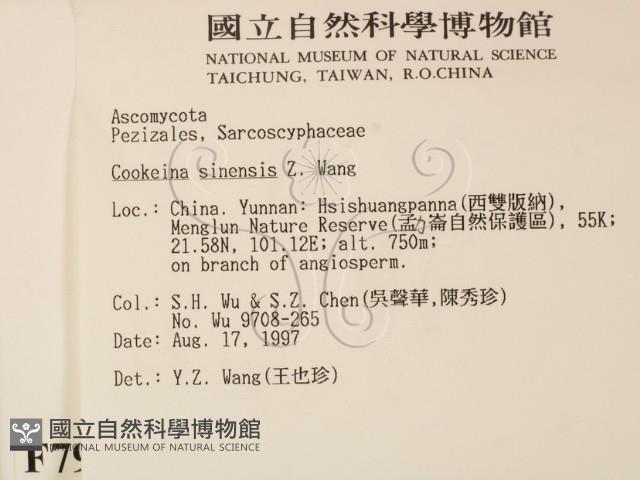 國立自然科學博物館
NATIONAL MUSEUM OF NATURAL SCIENCE
TAICHUNG, TAIWAN, R.O.CHINA
Ascomycota
Pezizales, Sarcoscyphaceae
Cookeina sinensis Z. Wang
Loc.: China. Yunnan: Hsishuangpanna(西雙版納),
Menglun Nature Reserve(孟力崙自然保護區), 55K;
21.58N, 101.12E; alt. 750m;
on branch of angiosperm.
Col.: S.H. Wu & S.Z. Chen(吳聲華,陳秀珍)
No. Wu 9708-265
Date: Aug. 17, 1997
Det.: Y.Z. Wang(王也珍)
國立自然科學博物館
NATIONAL MUSEUM OF NATURAL SCIENCE